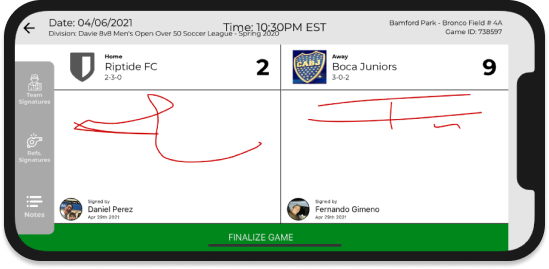 Date: 04/06/2021
Time: 10:30PM EST
Bamford Park - Bronco Field # 4A
Division: Davie 8v8 Men's Open Over 50 Soccer League - Spring 2020
Game ID: 738597
Home
Riptide FC
2-3-0
2
CABJ
Away
Boca Juniors
3-0-2
9
Team
Signatures
Refs.
Signatures
Notes
Signed by
Daniel Perez
Apr 29th 2021
Signed by
Fernando Gimeno
Apr 29th 2021
FINALIZE GAME